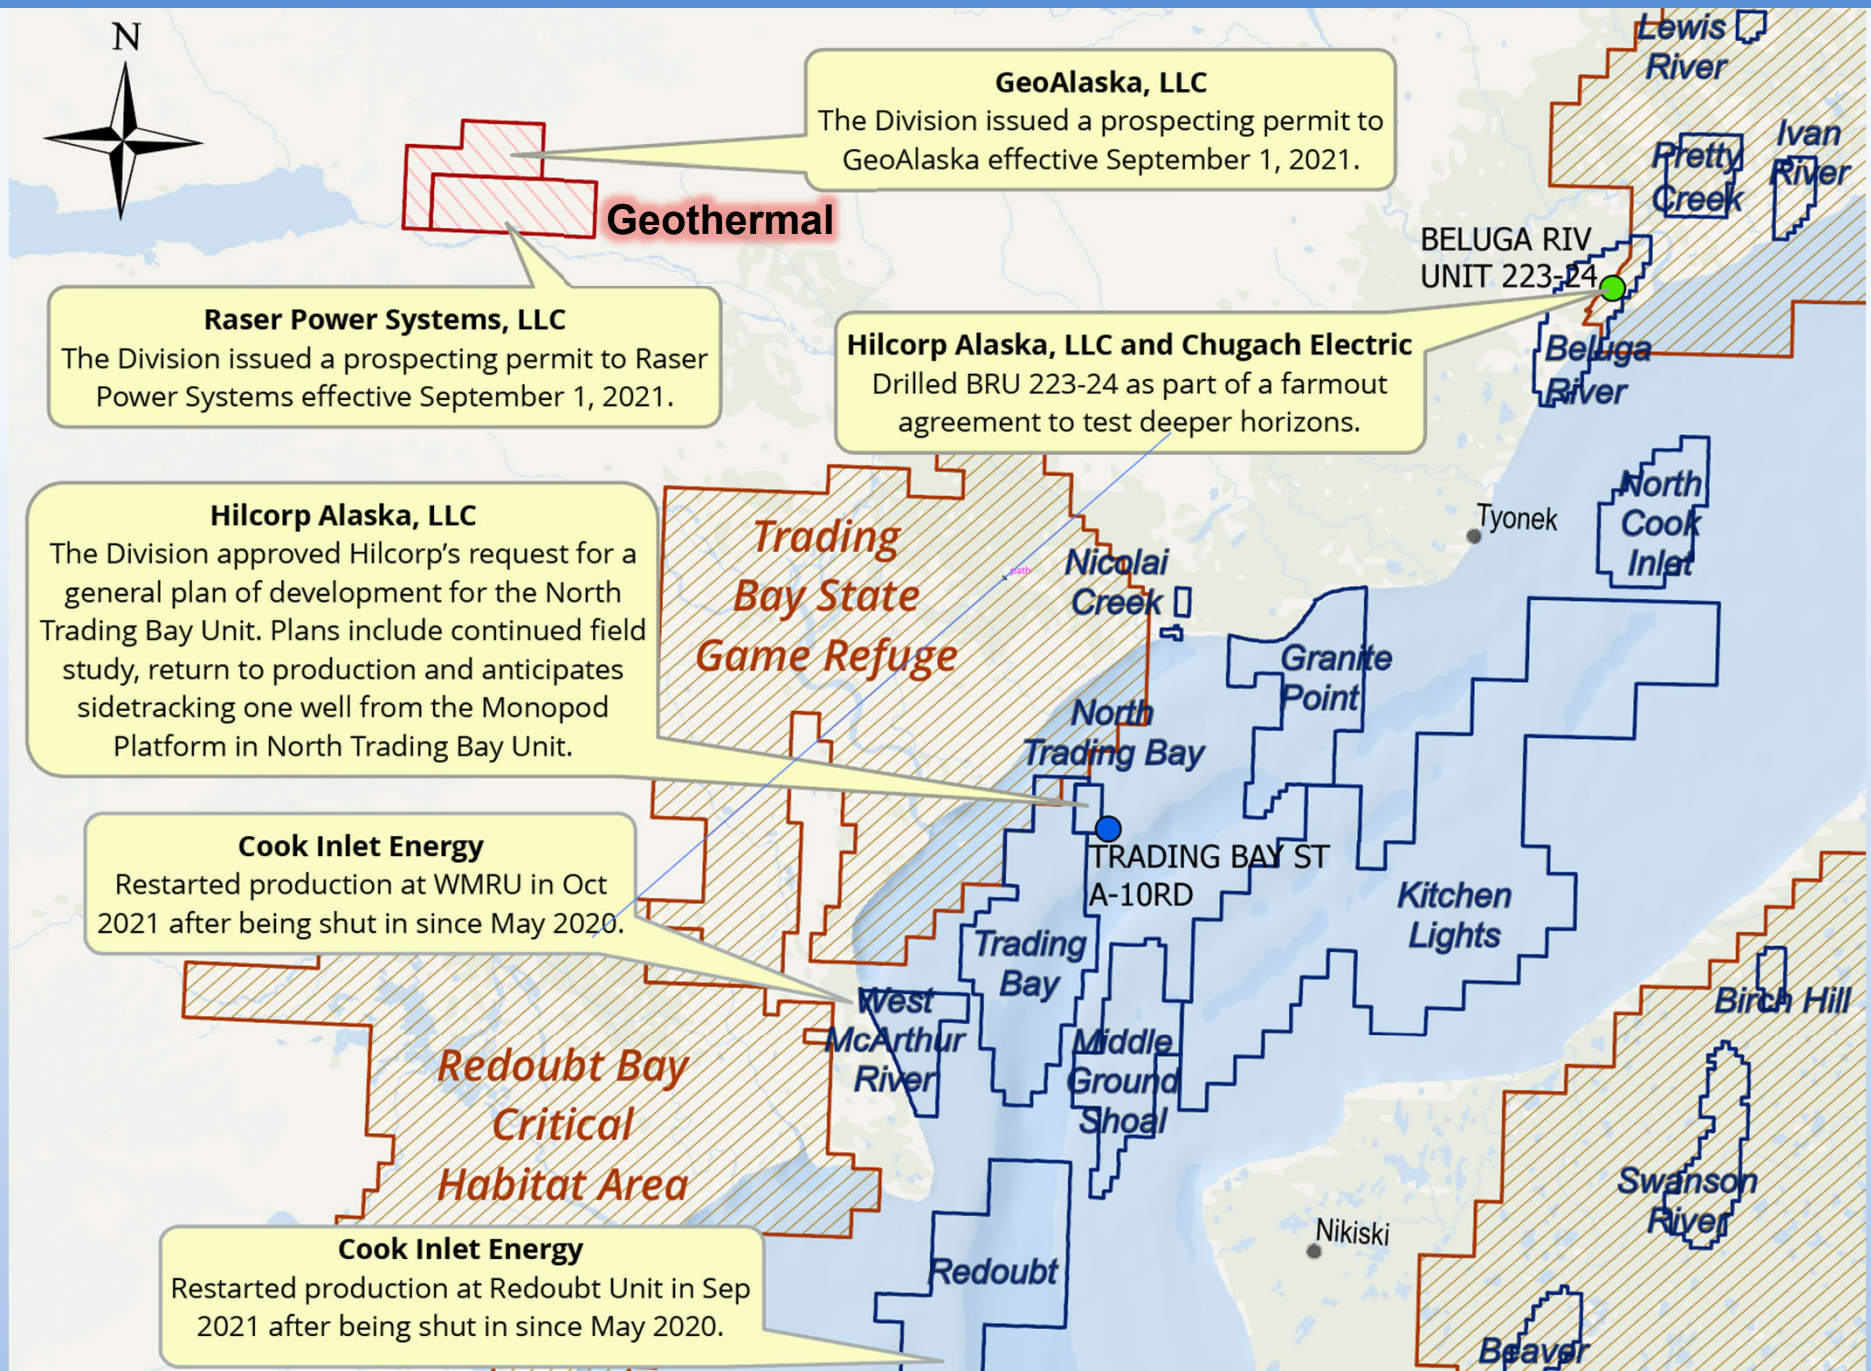 N
Lewis
River
GeoAlaska, LLC
The Division issued a prospecting permit to
GeoAlaska effective September 1, 2021.
Ivan
River
Pretty
Creek
Geothermal
BELUGA RIV
UNIT 223-24
Raser Power Systems, LLC
The Division issued a prospecting permit to Raser
Power Systems effective September 1, 2021.
Hilcorp Alaska, LLC and Chugach Electric
Drilled BRU 223-24 as part of a farmout
agreement to test deeper horizons.
Beluga
River
North
Cook
Inlet
Tyonek
Hilcorp Alaska, LLC
The Division approved Hilcorp's request for a
general plan of development for the North
Trading Bay Unit. Plans include continued field
study, return to production and anticipates
sidetracking one well from the Monopod
Platform in North Trading Bay Unit.
Trading
Bay State
Game Refuge
path
Nicolai
Creek
Granite
Point
North
Trading Bay
TRADING BAY ST
A-10RD
Cook Inlet Energy
Restarted production at WMRU in Oct
2021 after being shut in since May 2020.
Kitchen
Lights
Trading
Bay
West
McArthur
River
Middle
Ground
Shoal
Birch Hill
Redoubt Bay
Critical
Habitat Area
Swanson
River
Nikiski
Cook Inlet Energy
Restarted production at Redoubt Unit in Sep
2021 after being shut in since May 2020.
Redoubt
Beaver